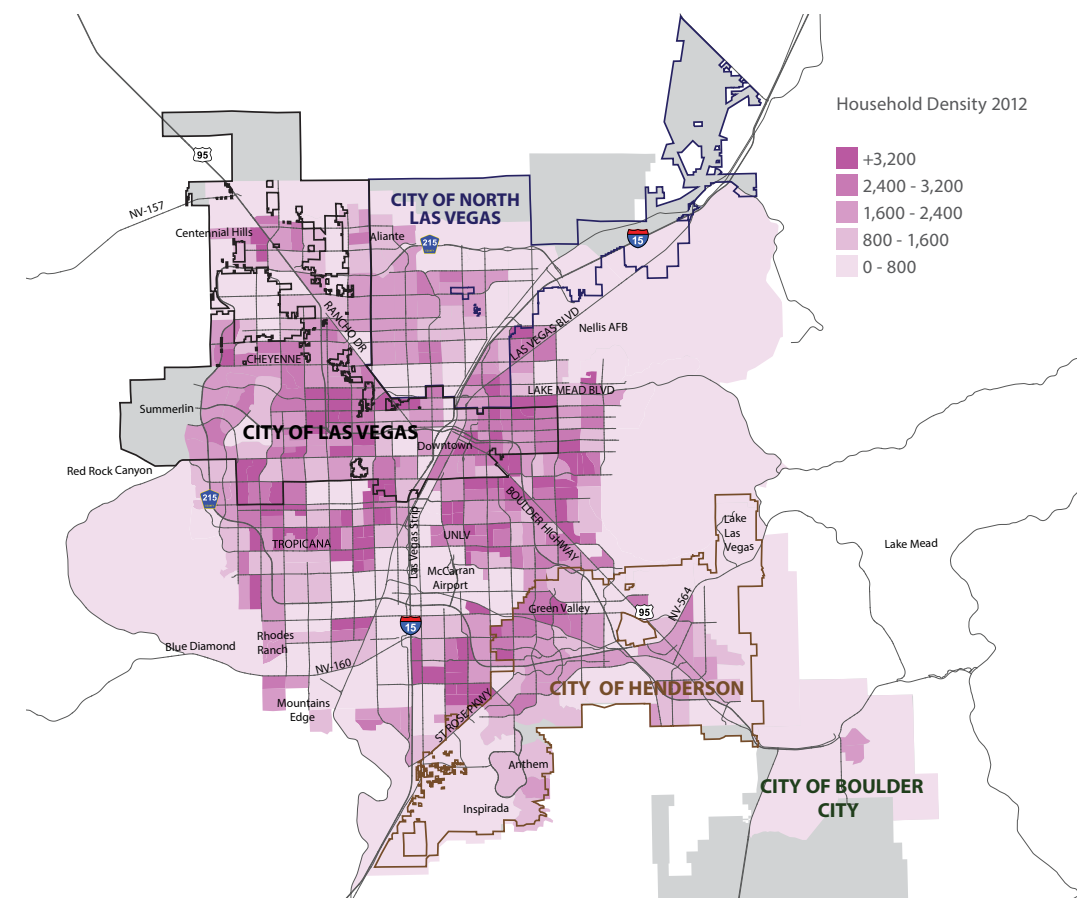 Household Density 2012
+3,200
2,400 - 3,200
1,600 - 2,400
800 - 1,600
0 - 800
95
NV-157
CITY OF NORTH
LAS VEGAS
Centennial Hills
Aliante
215
15
RANCHO DR
LAS VEGAS BLVD
Nellis AFB
CHEYENNE
LAKE MEAD BLVD
Summerlin
CITY OF LAS VEGAS
Downtown
Red Rock Canyon
215
BOULDER HIGHWAY
Las Vegas Strip
Lake
Las
Vegas
TROPICANA
UNLV
Lake Mead
McCarran
Airport
Green Valley
95
NV-564
15
Rhodes
Ranch
Blue Diamond
NV-160
CITY OF HENDERSON
Mountains
Edge
ST ROSE PKWY
Anthem
CITY OF BOULDER
CITY
Inspirada